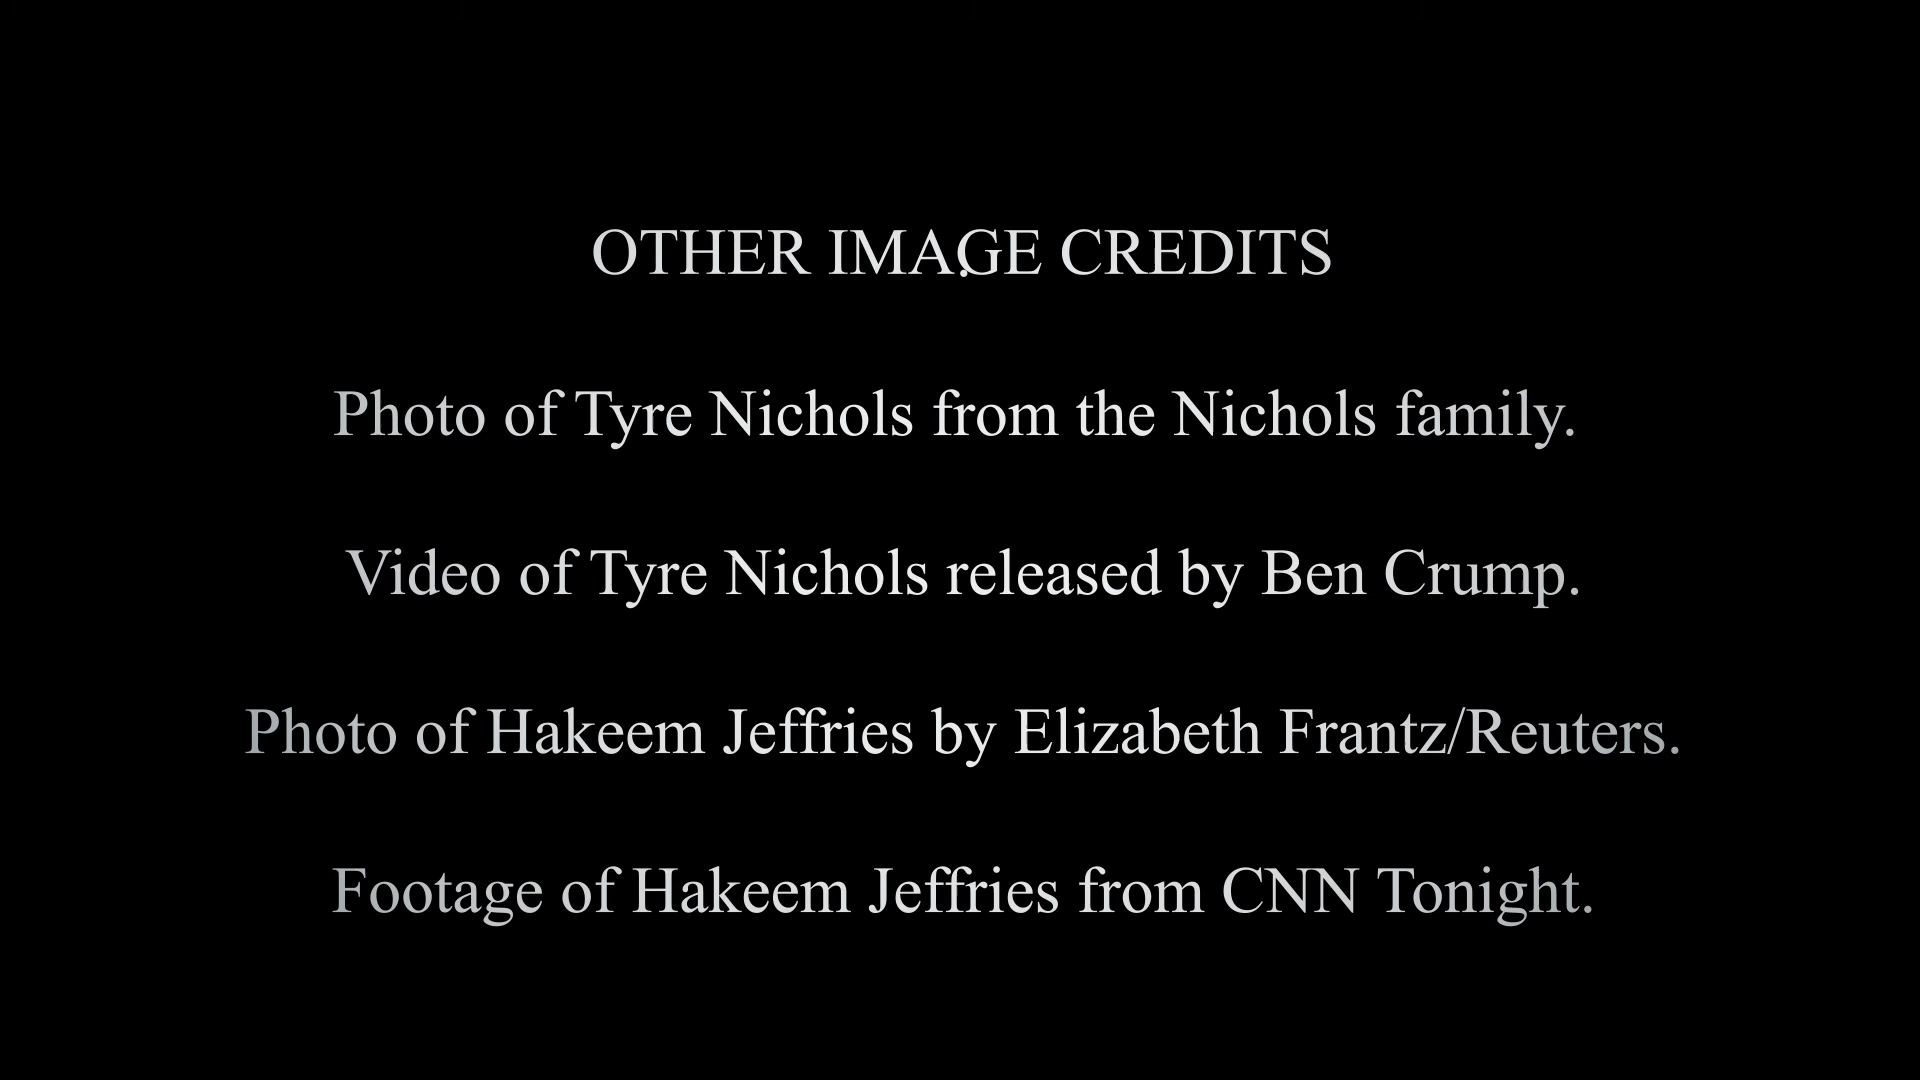 OTHER IMAGE CREDITS
Photo of Tyre Nichols from the Nichols family.
Video of Tyre Nichols released by Ben Crump.
Photo of Hakeem Jeffries by Elizabeth Frantz/Reuters.
Footage of Hakeem Jeffries from CNN Tonight.